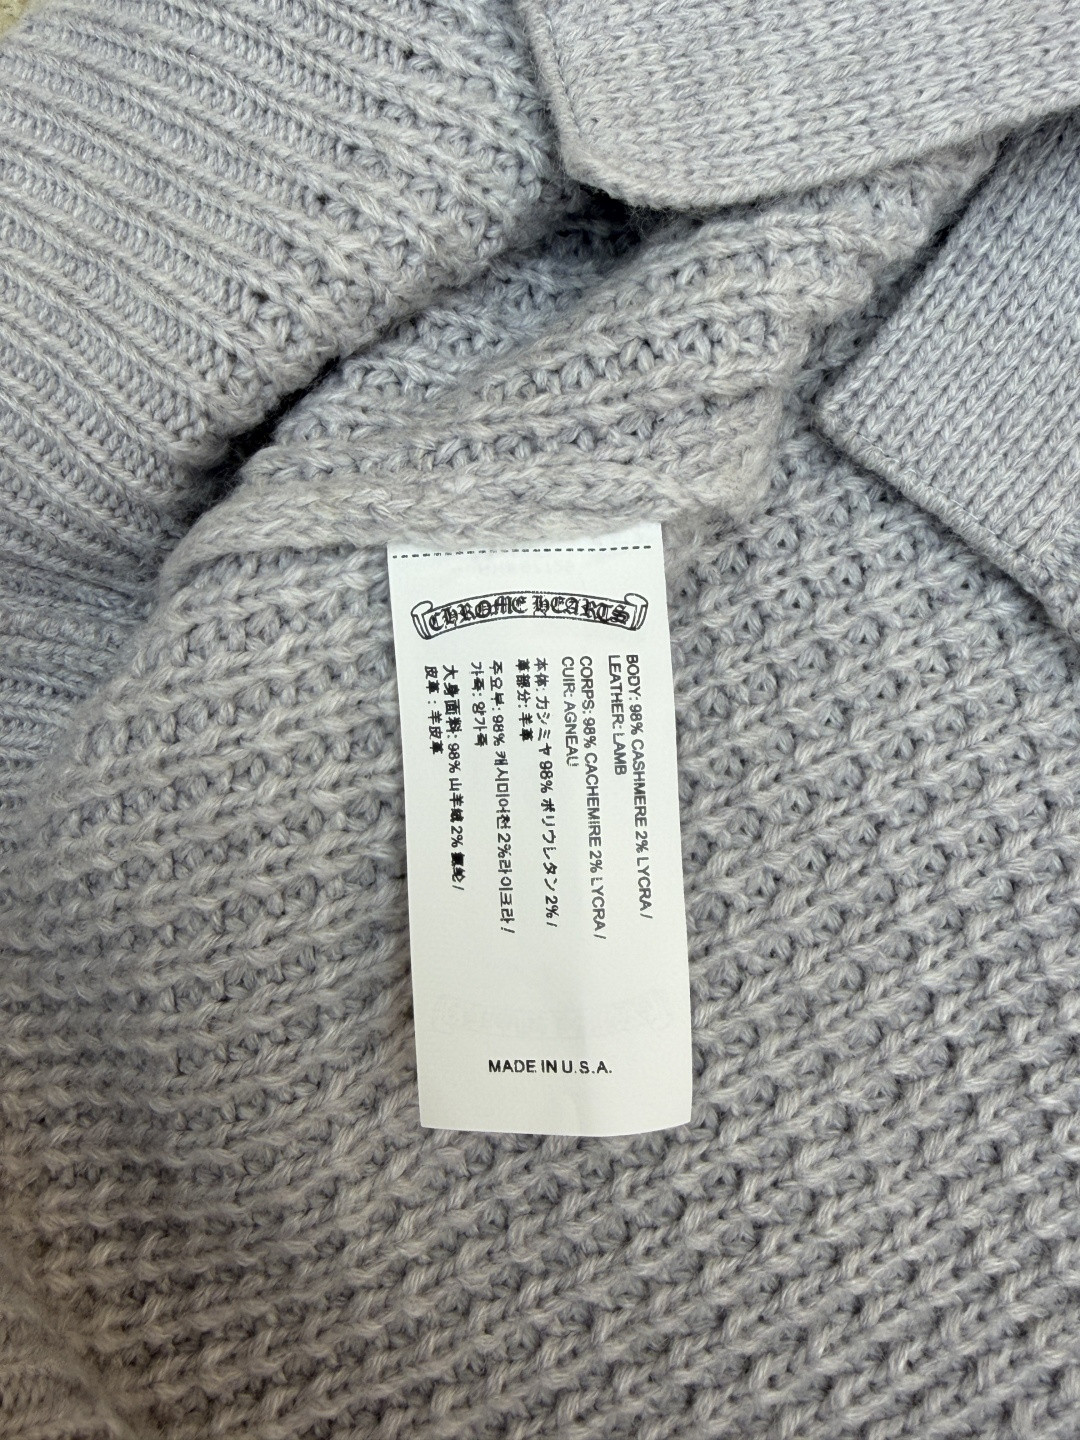 CHROME HEARTS
BODY: 98% CASHMERE 2% LYCRA /
LEATHER: LAMB
CORPS: 98% CACHEMIRE 2% LYCRA /
CUIR: AGNEAU
本体: カシミヤ 98% ポリウレタン 2% /
革部分: 羊革
주요부: 98% 캐시미어천 2%라이크라 /
가죽: 양가죽
大身面料: 98% 山羊绒 2% 氨纶 /
皮革 : 羊皮革
MADE IN U.S.A.